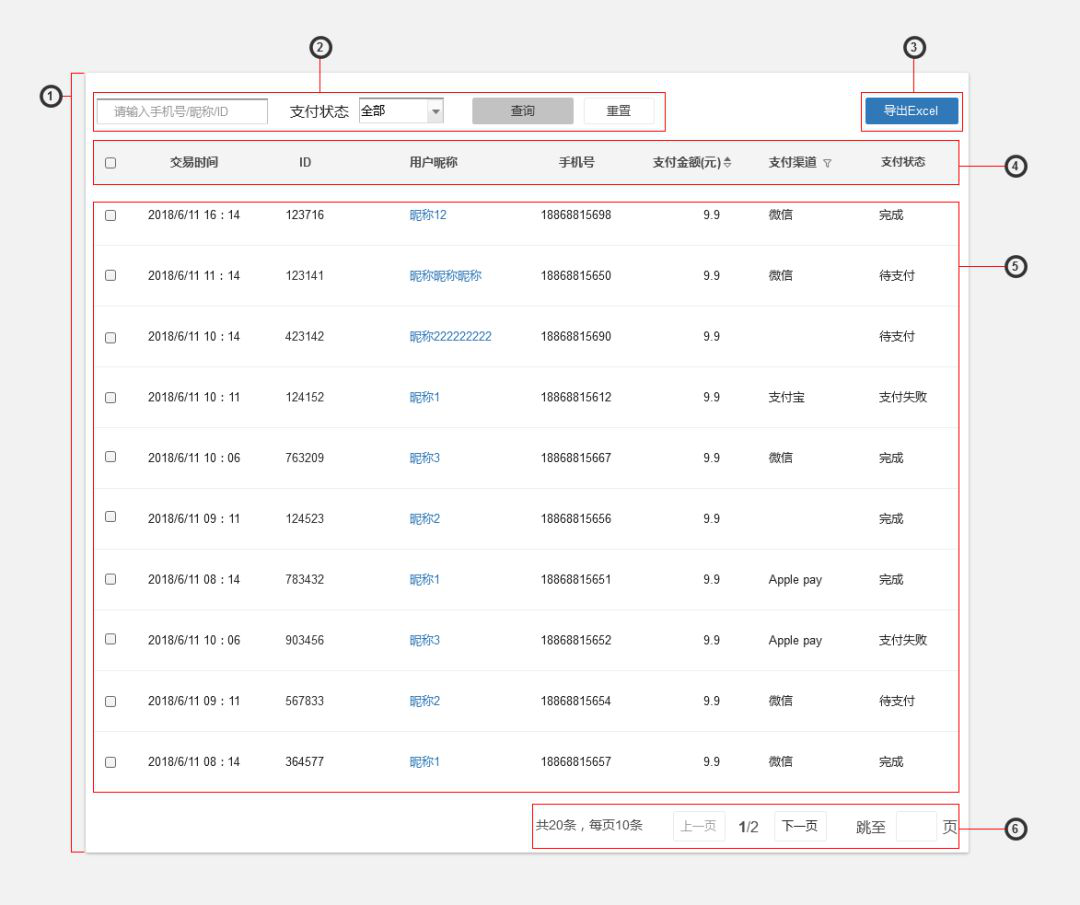 2
3
1
请输入手机号/昵称/ID 支付状态 全部 查询 重置 导出Excel
交易时间 ID 用户昵称 手机号 支付金额(元) 支付渠道 支付状态
4
2018/6/11 16：14 123716 昵称12 18868815698 9.9 微信 完成
5
2018/6/11 11：14 123141 昵称昵称昵称 18868815650 9.9 微信 待支付
2018/6/11 10：14 423142 昵称222222222 18868815690 9.9 待支付
2018/6/11 10：11 124152 昵称1 18868815612 9.9 支付宝 支付失败
2018/6/11 10：06 763209 昵称3 18868815667 9.9 微信 完成
2018/6/11 09：11 124523 昵称2 18868815656 9.9 完成
2018/6/11 08：14 783432 昵称1 18868815651 9.9 Apple pay 完成
2018/6/11 10：06 903456 昵称3 18868815652 9.9 Apple pay 支付失败
2018/6/11 09：11 567833 昵称2 18868815654 9.9 微信 待支付
2018/6/11 08：14 364577 昵称1 18868815657 9.9 微信 完成
共20条，每页10条 上一页 1/2 下一页 跳至 页
6